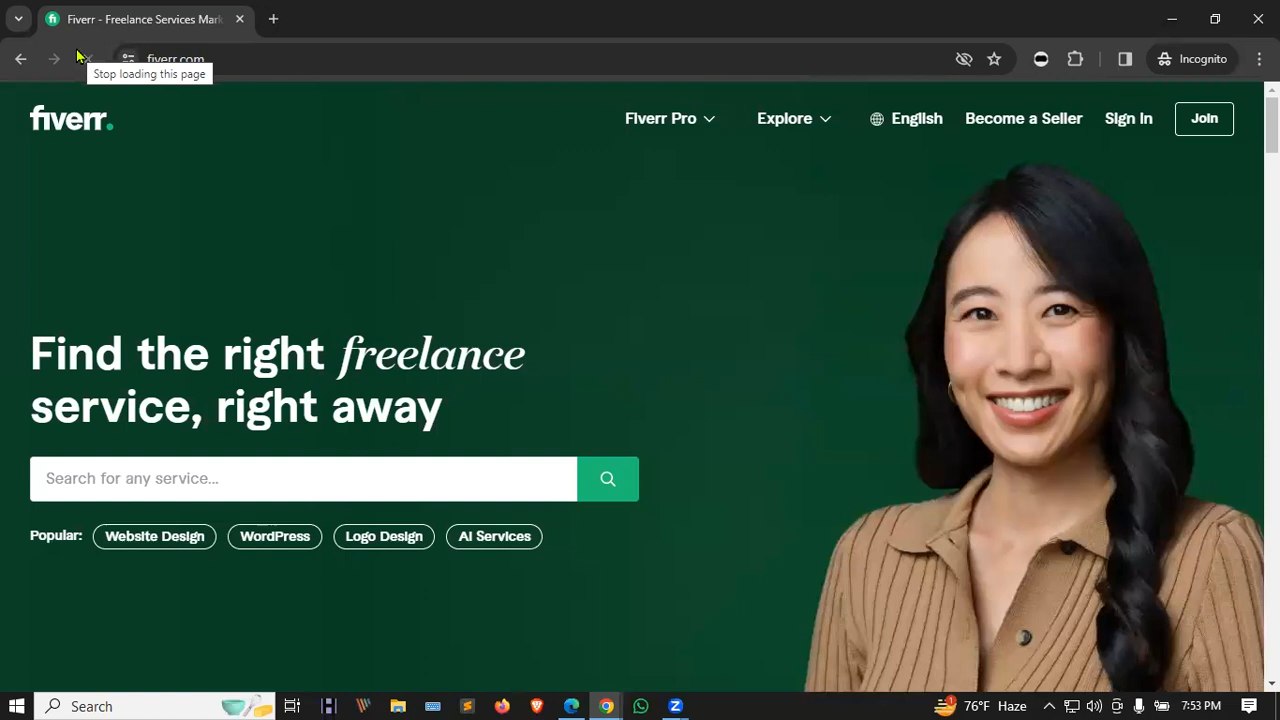 Fiverr - Freelance Services Mark
fiverr.com
Incognito
Stop loading this page
fiverr.
Fiverr Pro
Explore
English
Become a Seller
Sign In
Join
Find the right freelance
service, right away
Search for any service...
Popular:
Website Design
WordPress
Logo Design
AI Services
Search
1
76°F Haze
7:53 PM